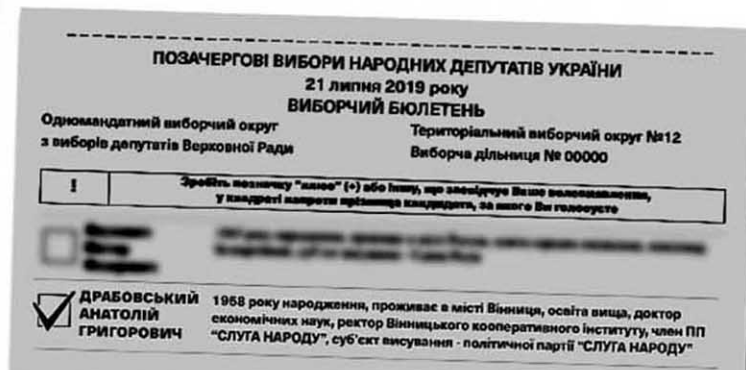 ПОЗАЧЕРГОВІ ВИБОРИ НАРОДНИХ ДЕПУТАТІВ УКРАЇНИ
21 липня 2019 року
ВИБОРЧИЙ БЮЛЕТЕНЬ
Одномандатний виборчий округ
з виборів депутатів Верховної Ради
Територіальний виборчий округ №12
Виборча дільниця № 00000
! Зробіть позначку "плюс" (+) або іншу, що засвідчує Ваше волевиявлення,
у квадраті напроти прізвища кандидата, за якого Ви голосуєте
ДРАБОВСЬКИЙ
АНАТОЛІЙ
ГРИГОРОВИЧ
1958 року народження, проживає в місті Вінниця, освіта вища, доктор
економічних наук, ректор Вінницького кооперативного інституту, член ПП
"СЛУГА НАРОДУ", суб'єкт висування - політичної партії "СЛУГА НАРОДУ"